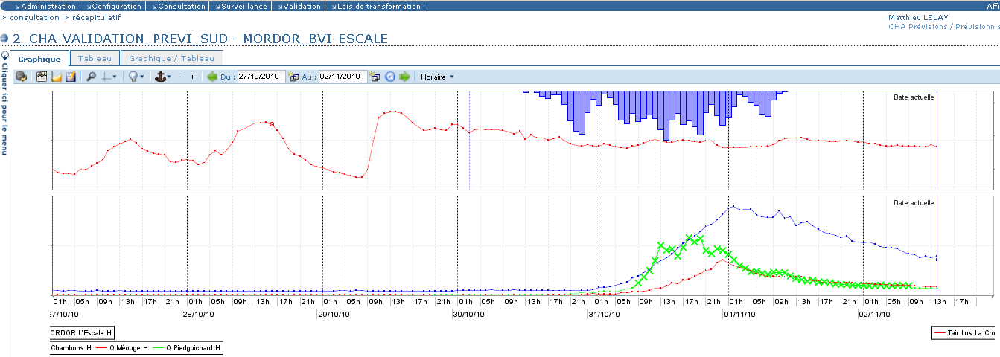 Administration Configuration Consultation Surveillance Validation Lois de transformation Affi
> consultation > récapitulatif
Matthieu LELAY
CHA Prévisions / Prévisionnis
2_CHA-VALIDATION_PREVI_SUD - MORDOR_BVI-ESCALE
Cliquer ici pour le menu
Graphique Tableau Graphique / Tableau
- + Du : 27/10/2010 Au : 02/11/2010 Horaire
Date actuelle
Date actuelle
01h 05h 09h 13h 17h 21h 01h 05h 09h 13h 17h 21h 01h 05h 09h 13h 17h 21h 01h 05h 09h 13h 17h 21h 01h 05h 09h 13h 17h 21h 01h 05h 09h 13h 17h 21h 01h 05h 09h 13h 17h
27/10/10 28/10/10 29/10/10 30/10/10 31/10/10 01/11/10 02/11/10
ORDOR L'Escale H Tair Lus La Cro
Chambons H Q Méouge H Q Piedguichard H